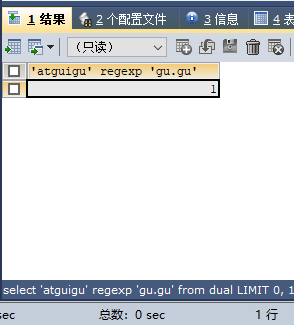 1 结果 2 个配置文件 3 信息 4 表
（只读）
'atguigu' regexp 'gu.gu'
1
select 'atguigu' regexp 'gu.gu' from dual LIMIT 0, 1
sec 总数: 0 sec 1 行